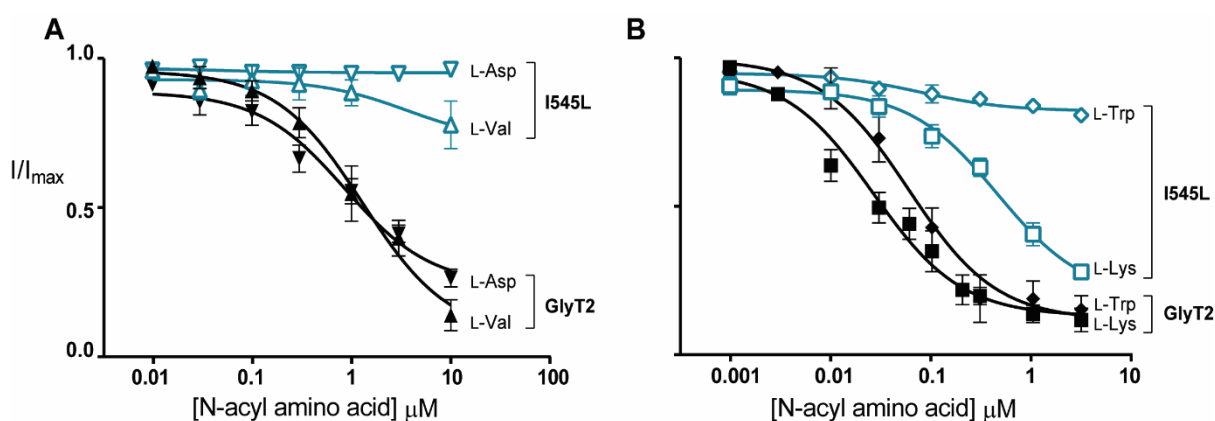 A
B
1.0
0.5
0.0
I/Imax
L-Asp
L-Val
I545L
L-Asp
L-Val
GlyT2
0.01 0.1 1 10 100
[N-acyl amino acid] μM
L-Trp
I545L
L-Lys
L-Trp
L-Lys
GlyT2
0.001 0.01 0.1 1 10
[N-acyl amino acid] μM